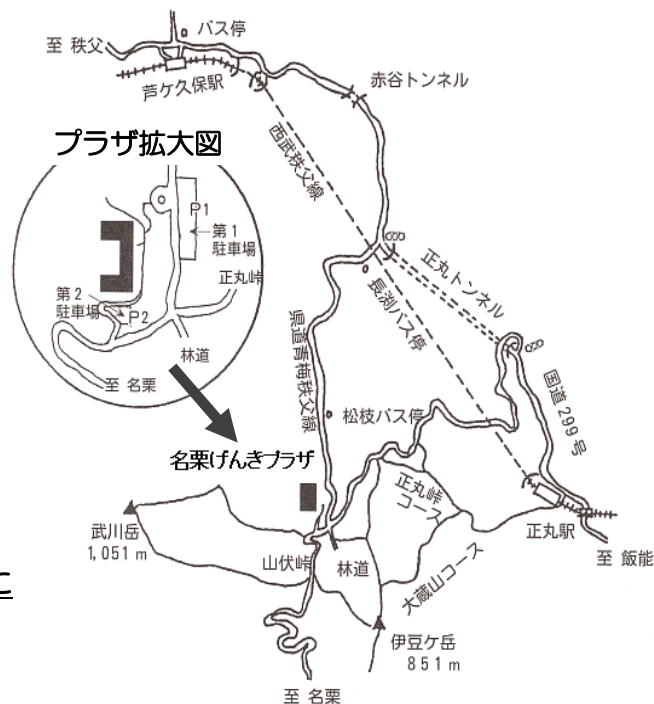 バス停
至 秩父
芦ケ久保駅
赤谷トンネル
プラザ拡大図
西武秩父線
P1
第1
駐車場
正丸峠
第2
駐車場
P2
林道
至 名栗
正丸トンネル
長渕バス停
県道青梅秩父線
国道299号
松枝バス停
名栗げんきプラザ
正丸峠
コース
武川岳
1,051m
正丸駅
山伏峠
林道
大蔵山コース
至 飯能
に
伊豆ケ岳
851m
至 名栗